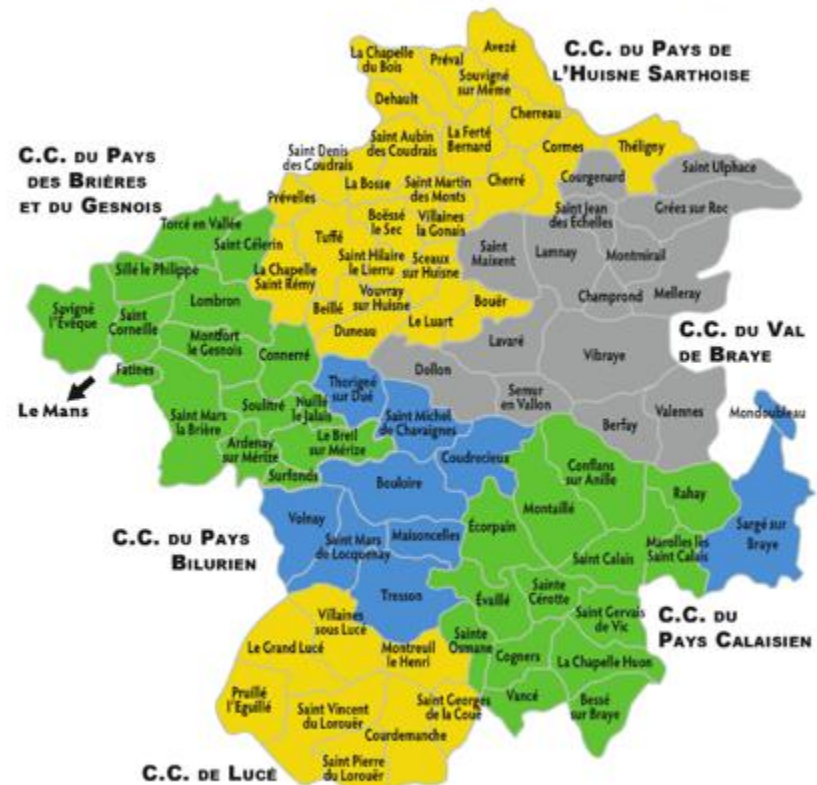 C.C. du Pays de
l'Huisne Sarthoise
Avezé
La Chapelle
du Bois
Préval
Souvigné
sur Même
Dehault
Cherreau
Saint Aubin
des Coudrais
La Ferté
Bernard
Cormes
Théligny
Saint Denis
des Coudrais
C.C. du Pays
des Brières
et du Gesnois
Saint Ulphace
Courgenard
Cherré
La Bosse
Saint Martin
des Monts
Prévelles
Gréez sur Roc
Saint Jean
des Échelles
Boëssé
le Sec
Villaines
la Gonais
Torcé en Vallée
Tuffé
Saint Célerin
Saint
Maixent
Lamnay
Montmirail
Saint Hilaire
le Lierru
Sceaux
sur Huisne
Sillé le Philippe
La Chapelle
Saint Rémy
Vouvray
sur Huisne
Champrond
Melleray
Lombron
Beillé
Bouër
Savigné
l'Evêque
Saint
Corneille
Duneau
Le Luart
C.C. du Val
de Braye
Montfort
le Gesnois
Connerré
Lavaré
Vibraye
Fatines
Dollon
Le Mans
Thorigné
sur Dué
Semur
en Vallon
Soulitré
Nuillé
le Jalais
Saint Michel
de Chavaignes
Valennes
Mondoubleau
Saint Mars
la Brière
Berfay
Ardenay
sur Mérize
Le Breil
sur Mérize
Coudrecieux
Conflans
sur Anille
Surfonds
Bouloire
Rahay
Montaillé
Volnay
Écorpain
Sargé sur
Braye
C.C. du Pays
Bilurien
Saint Mars
de Locquenay
Maisoncelles
Marolles lès
Saint Calais
Saint Calais
Tresson
Évaillé
Sainte
Cérotte
Saint Gervais
de Vic
C.C. du
Pays Calaisien
Villaines
sous Lucé
Sainte
Osmane
Le Grand Lucé
Montreuil
le Henri
Cogners
La Chapelle Huon
Pruillé
l'Eguillé
Saint Vincent
du Lorouër
Saint Georges
de la Couë
Vancé
Bessé
sur Braye
Courdemanche
Saint Pierre
du Lorouër
C.C. de Lucé